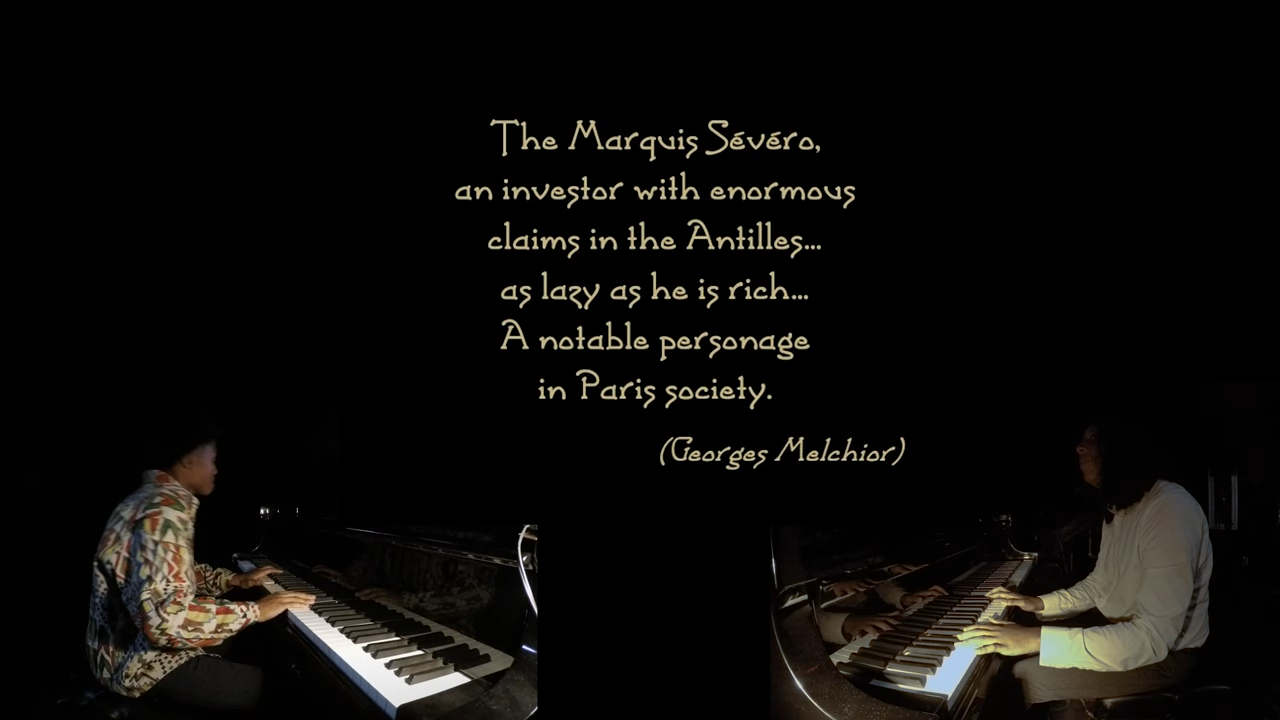 The Marquis Sévéro,
an investor with enormous
claims in the Antilles...
as lazy as he is rich...
A notable personage
in Paris society.
(Georges Melchior)